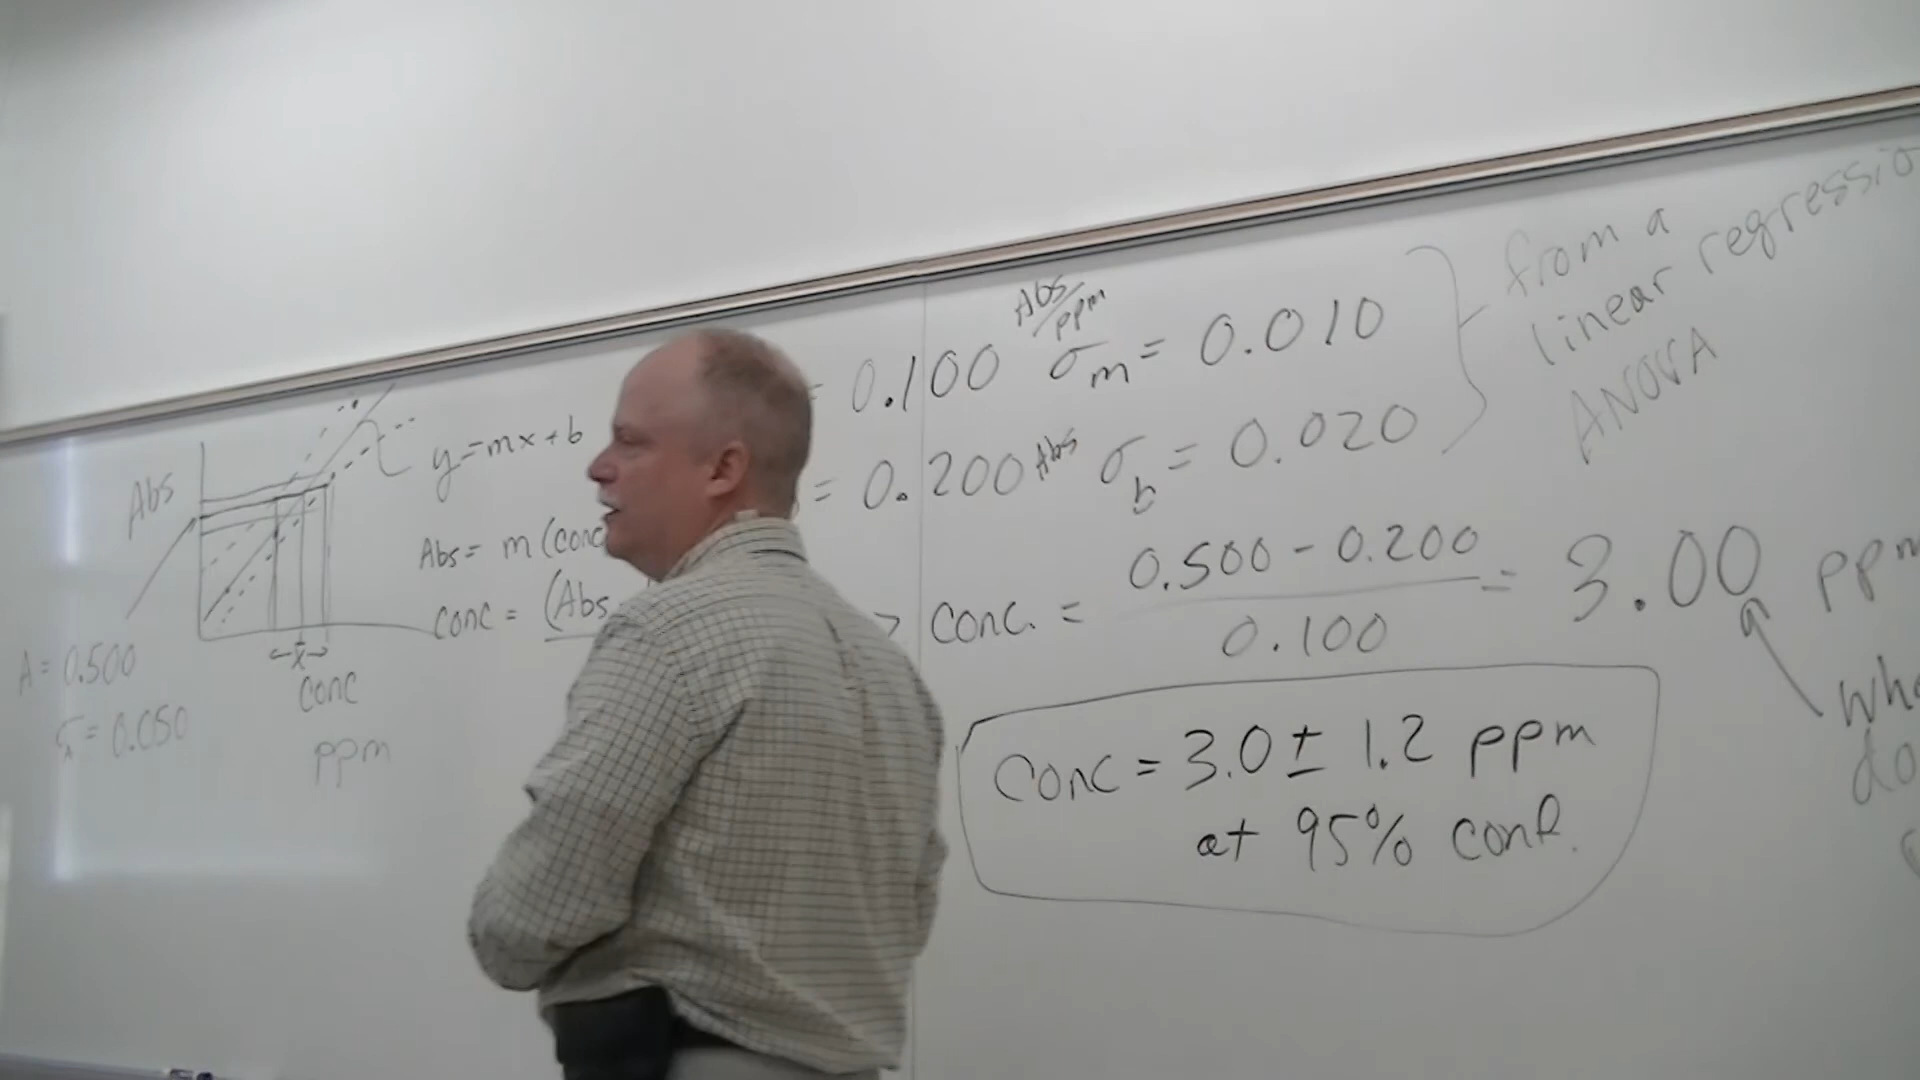 Abs
A = 0.500
σ = 0.050
x
conc
ppm
y = mx + b
Abs = m (conc
conc = (Abs
= 0.100 Abs/ppm σm = 0.010
= 0.200 Abs σb = 0.020
from a
linear regressio
ANOVA
> conc. = 0.500 - 0.200 / 0.100 = 3.00 ppm
conc = 3.0 ± 1.2 ppm
at 95% conf.